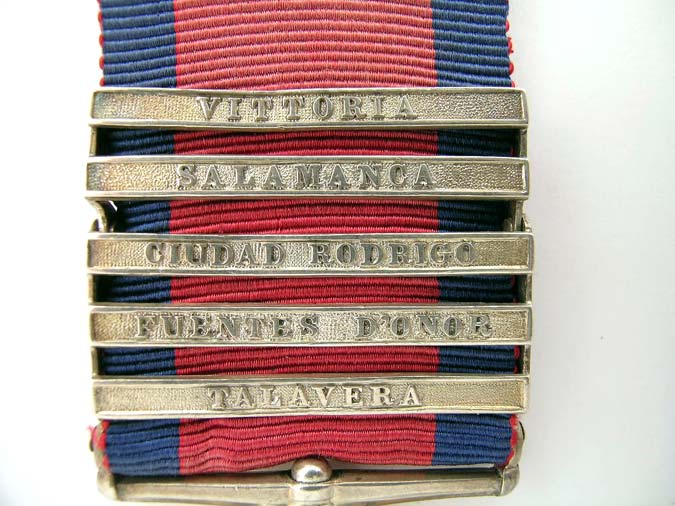 VITTORIA
SALAMANCA
CIUDAD RODRIGO
FUENTES D'ONOR
TALAVERA